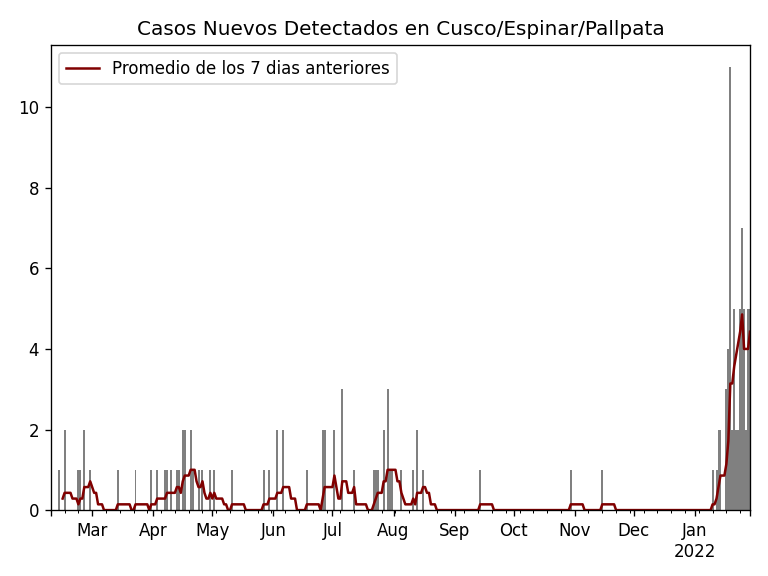 Casos Nuevos Detectados en Cusco/Espinar/Pallpata
Promedio de los 7 dias anteriores
10
8
6
4
2
0
Mar Apr May Jun Jul Aug Sep Oct Nov Dec Jan
2022